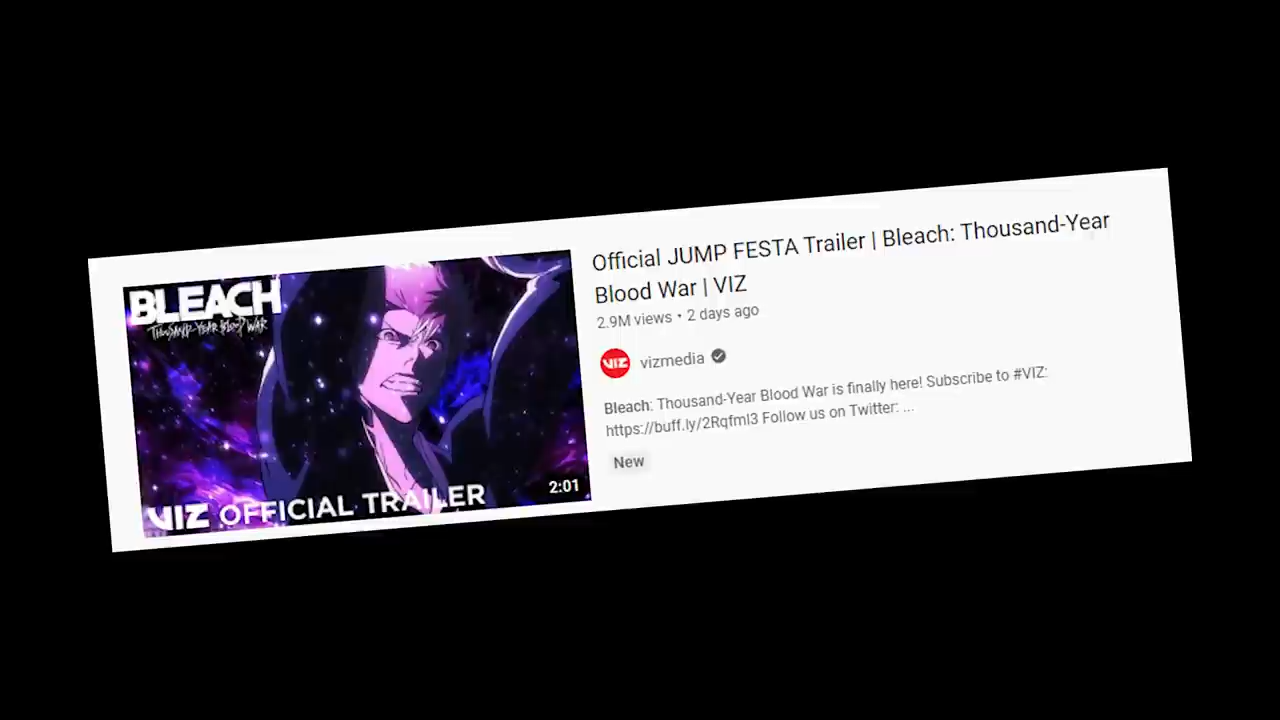 BLEACH
THOUSAND-YEAR BLOOD WAR
VIZ OFFICIAL TRAILER
2:01
Official JUMP FESTA Trailer | Bleach: Thousand-Year
Blood War | VIZ
2.9M views • 2 days ago
VIZ
vizmedia
Bleach: Thousand-Year Blood War is finally here! Subscribe to #VIZ:
https://buff.ly/2Rqfml3 Follow us on Twitter: ...
New